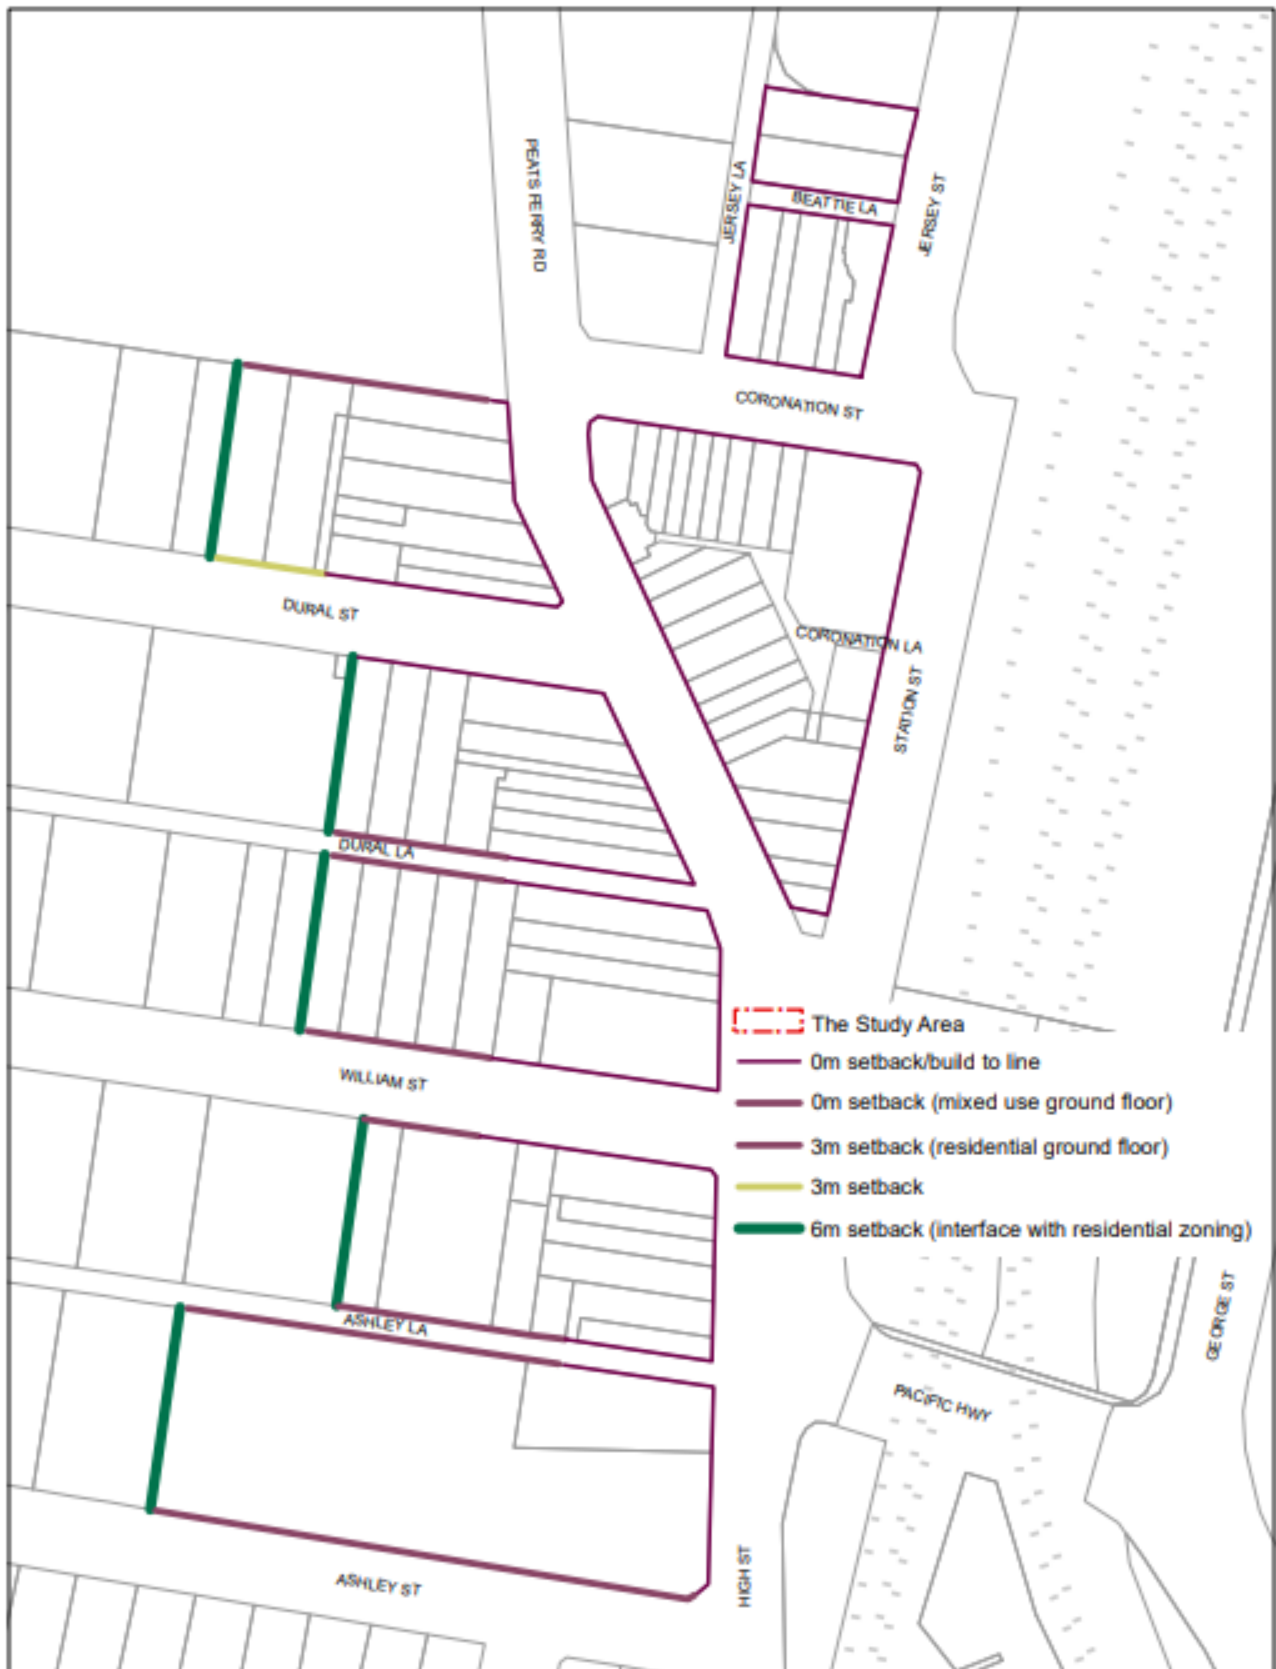 PEATS FERRY RD
JERSEY LA
BEATTIE LA
JERSEY ST
CORONATION ST
DURAL ST
CORONATION LA
STATION ST
DURAL LA
The Study Area
0m setback/build to line
WILLIAM ST
0m setback (mixed use ground floor)
3m setback (residential ground floor)
3m setback
6m setback (interface with residential zoning)
ASHLEY LA
GEORGE ST
PACIFIC HWY
HIGH ST
ASHLEY ST